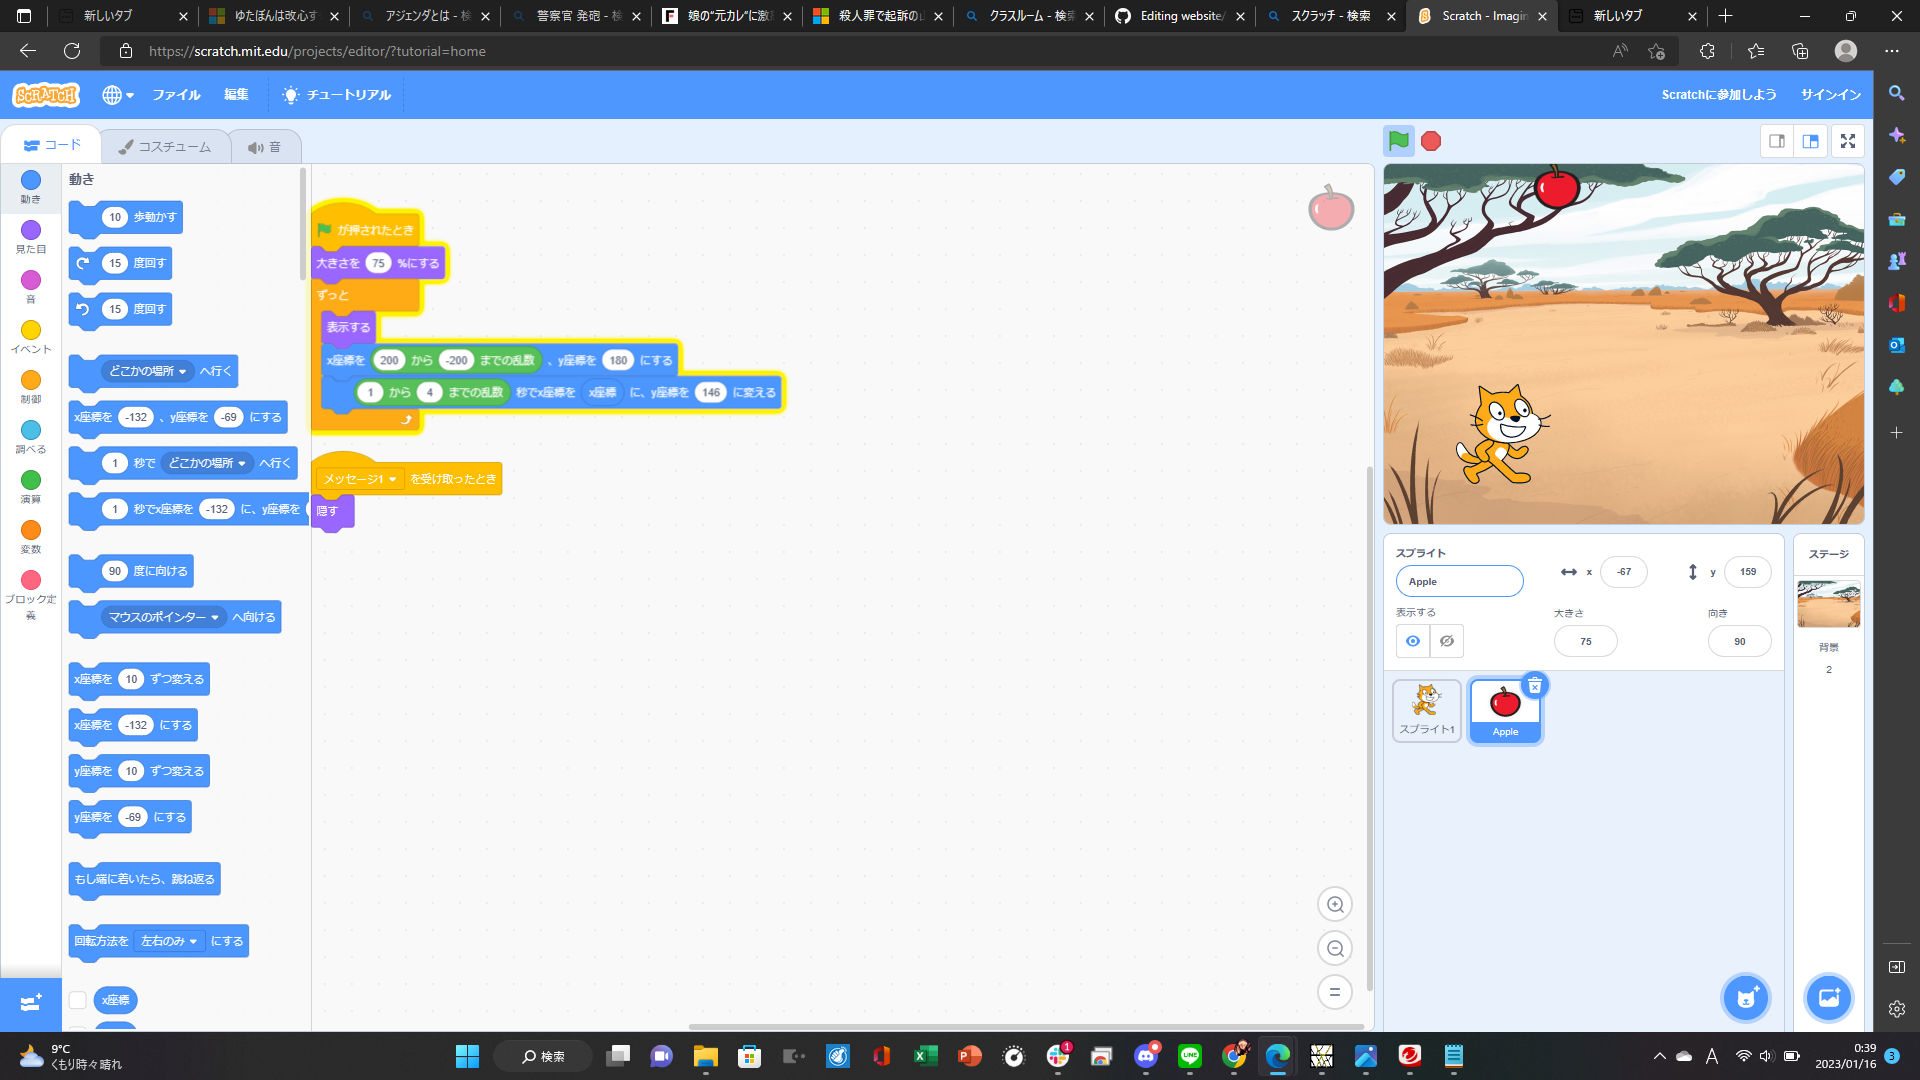 新しいタブ
ゆたぼんは改心す
アジェンダとは - 検
警察官 発砲 - 検
娘の"元カレ"に激
殺人罪で起訴の
クラスルーム - 検索
Editing website/
スクラッチ - 検索
Scratch - Imagin
新しいタブ
https://scratch.mit.edu/projects/editor/?tutorial=home
SCRATCH
ファイル
編集
チュートリアル
Scratchに参加しよう
サインイン
コード
コスチューム
音
動き
見た目
音
イベント
制御
調べる
演算
変数
ブロック定
義
動き
10 歩動かす
15 度回す
15 度回す
どこかの場所 へ行く
x座標を -132 、y座標を -69 にする
1 秒で どこかの場所 へ行く
1 秒でx座標を -132 に、y座標を
90 度に向ける
マウスのポインター へ向ける
x座標を 10 ずつ変える
x座標を -132 にする
y座標を 10 ずつ変える
y座標を -69 にする
もし端に着いたら、跳ね返る
回転方法を 左右のみ にする
x座標
が押されたとき
大きさを 75 %にする
ずっと
表示する
x座標を 200 から -200 までの乱数 、y座標を 180 にする
1 から 4 までの乱数 秒でx座標を x座標 に、y座標を 146 に変える
メッセージ1 を受け取ったとき
隠す
スプライト
Apple
x
-67
y
159
表示する
大きさ
75
向き
90
スプライト1
Apple
ステージ
背景
2
9°C
くもり時々晴れ
検索
1
LINE
A
0:39
2023/01/16
3